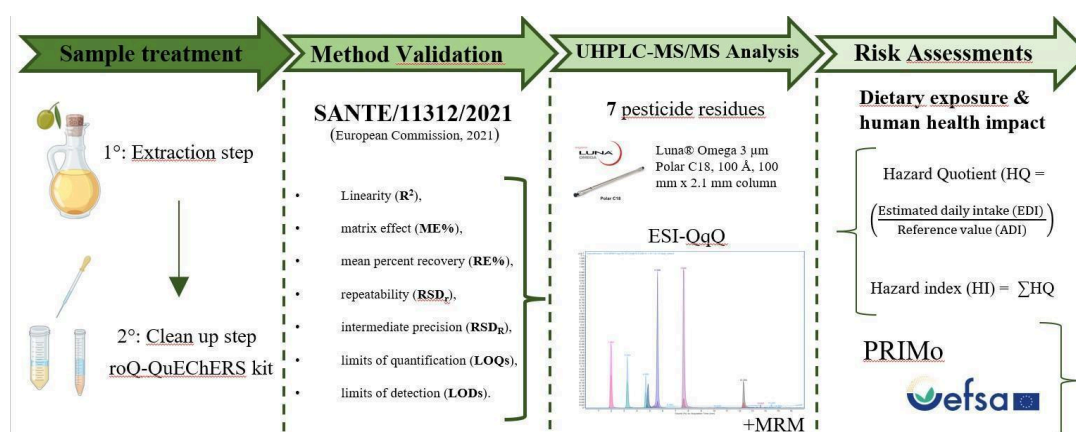 Sample treatment
Method Validation
UHPLC-MS/MS Analysis
Risk Assessments
1°: Extraction step
2°: Clean up step
roQ-QuEChERS kit
SANTE/11312/2021
(European Commission, 2021)
• Linearity (R²),
• matrix effect (ME%),
• mean percent recovery (RE%),
• repeatability (RSDr),
• intermediate precision (RSDR),
• limits of quantification (LOQs),
• limits of detection (LODs).
7 pesticide residues
LUNA
OMEGA
Polar C18
Luna® Omega 3 μm
Polar C18, 100 Å, 100
mm x 2.1 mm column
ESI-QqQ
+MRM
Dietary exposure &
human health impact
Hazard Quotient (HQ =
(Estimated daily intake (EDI)
Reference value (ADI))
Hazard index (HI) = ∑HQ
PRIMo
efsa